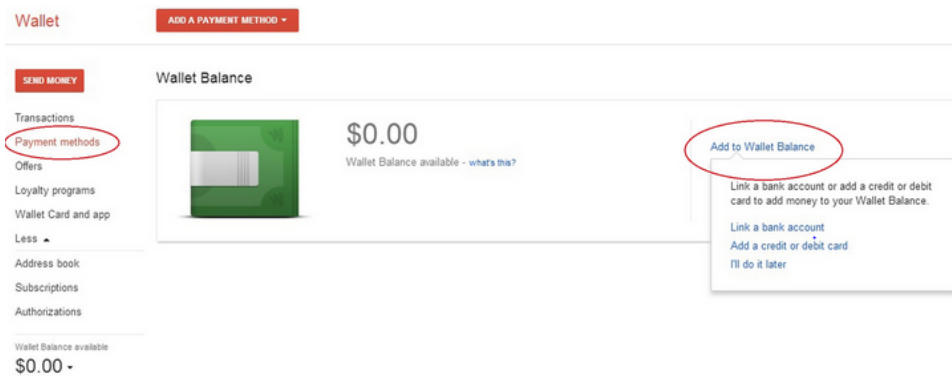 Wallet
ADD A PAYMENT METHOD
SEND MONEY
Transactions
Payment methods
Offers
Loyalty programs
Wallet Card and app
Less
Address book
Subscriptions
Authorizations
Wallet Balance available
$0.00
Wallet Balance
$0.00
Wallet Balance available - what's this?
Add to Wallet Balance
Link a bank account or add a credit or debit
card to add money to your Wallet Balance.
Link a bank account
Add a credit or debit card
I'll do it later